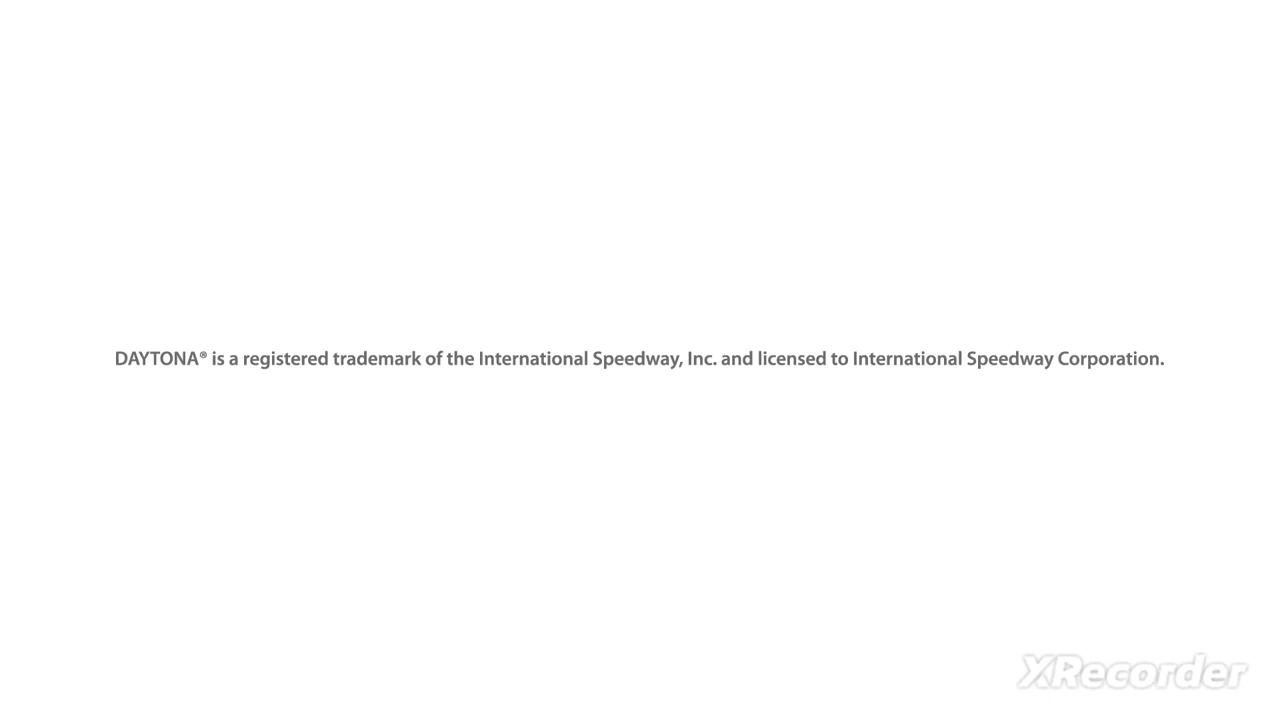 DAYTONA® is a registered trademark of the International Speedway, Inc. and licensed to International Speedway Corporation.
XRecorder